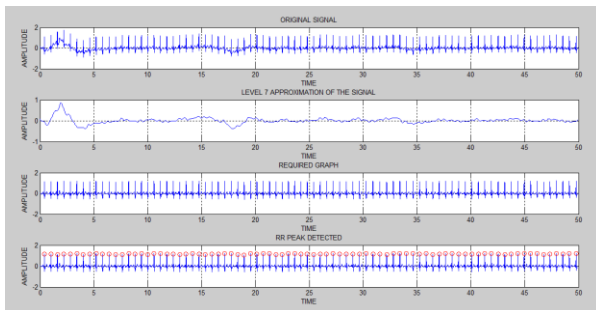 ORIGINAL SIGNAL
AMPLITUDE
2
0
-2
0 5 10 15 20 25 30 35 40 45 50
TIME
LEVEL 7 APPROXIMATION OF THE SIGNAL
AMPLITUDE
1
0
-1
0 5 10 15 20 25 30 35 40 45 50
TIME
REQUIRED GRAPH
AMPLITUDE
2
0
-2
0 5 10 15 20 25 30 35 40 45 50
TIME
RR PEAK DETECTED
AMPLITUDE
2
0
-2
0 5 10 15 20 25 30 35 40 45 50
TIME